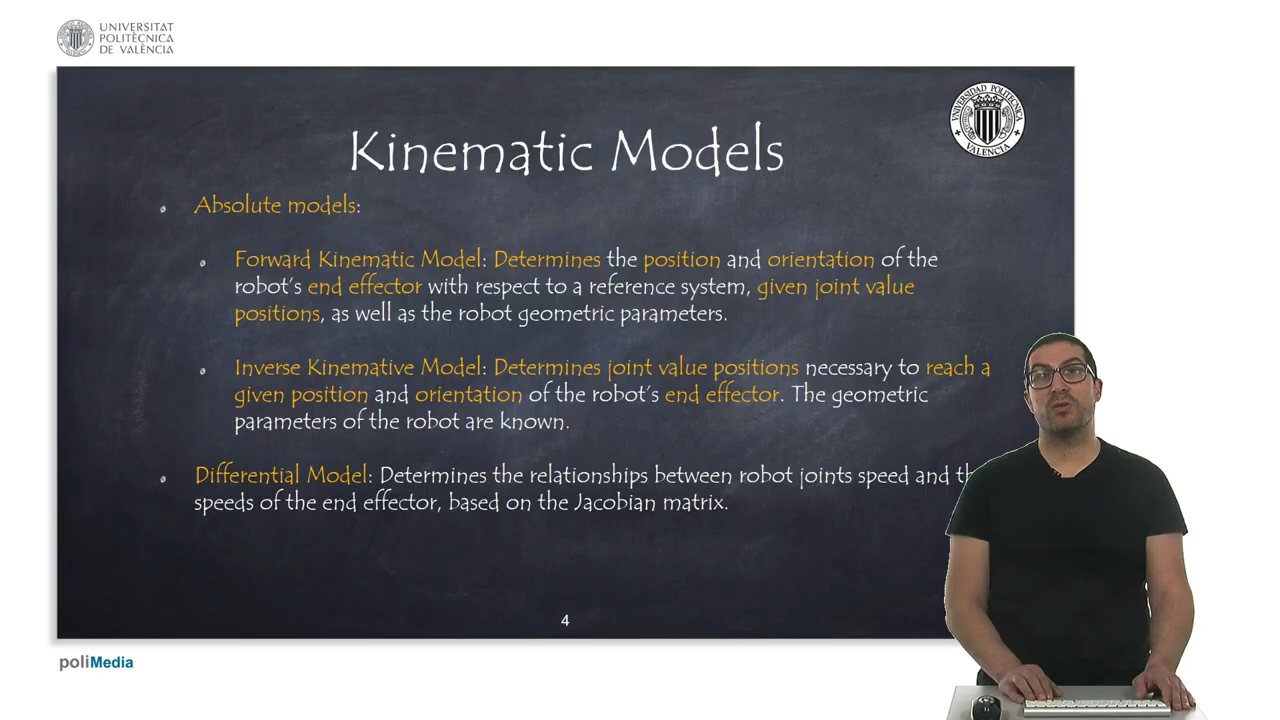 UNIVERSITAT
POLITÈCNICA
DE VALÈNCIA
UNIVERSIDAD POLITECNICA
VALENCIA
Kinematic Models
Absolute models:
Forward Kinematic Model: Determines the position and orientation of the
robot's end effector with respect to a reference system, given joint value
positions, as well as the robot geometric parameters.
Inverse Kinemative Model: Determines joint value positions necessary to reach a
given position and orientation of the robot's end effector. The geometric
parameters of the robot are known.
Differential Model: Determines the relationships between robot joints speed and
speeds of the end effector, based on the Jacobian matrix.
4
poliMedia